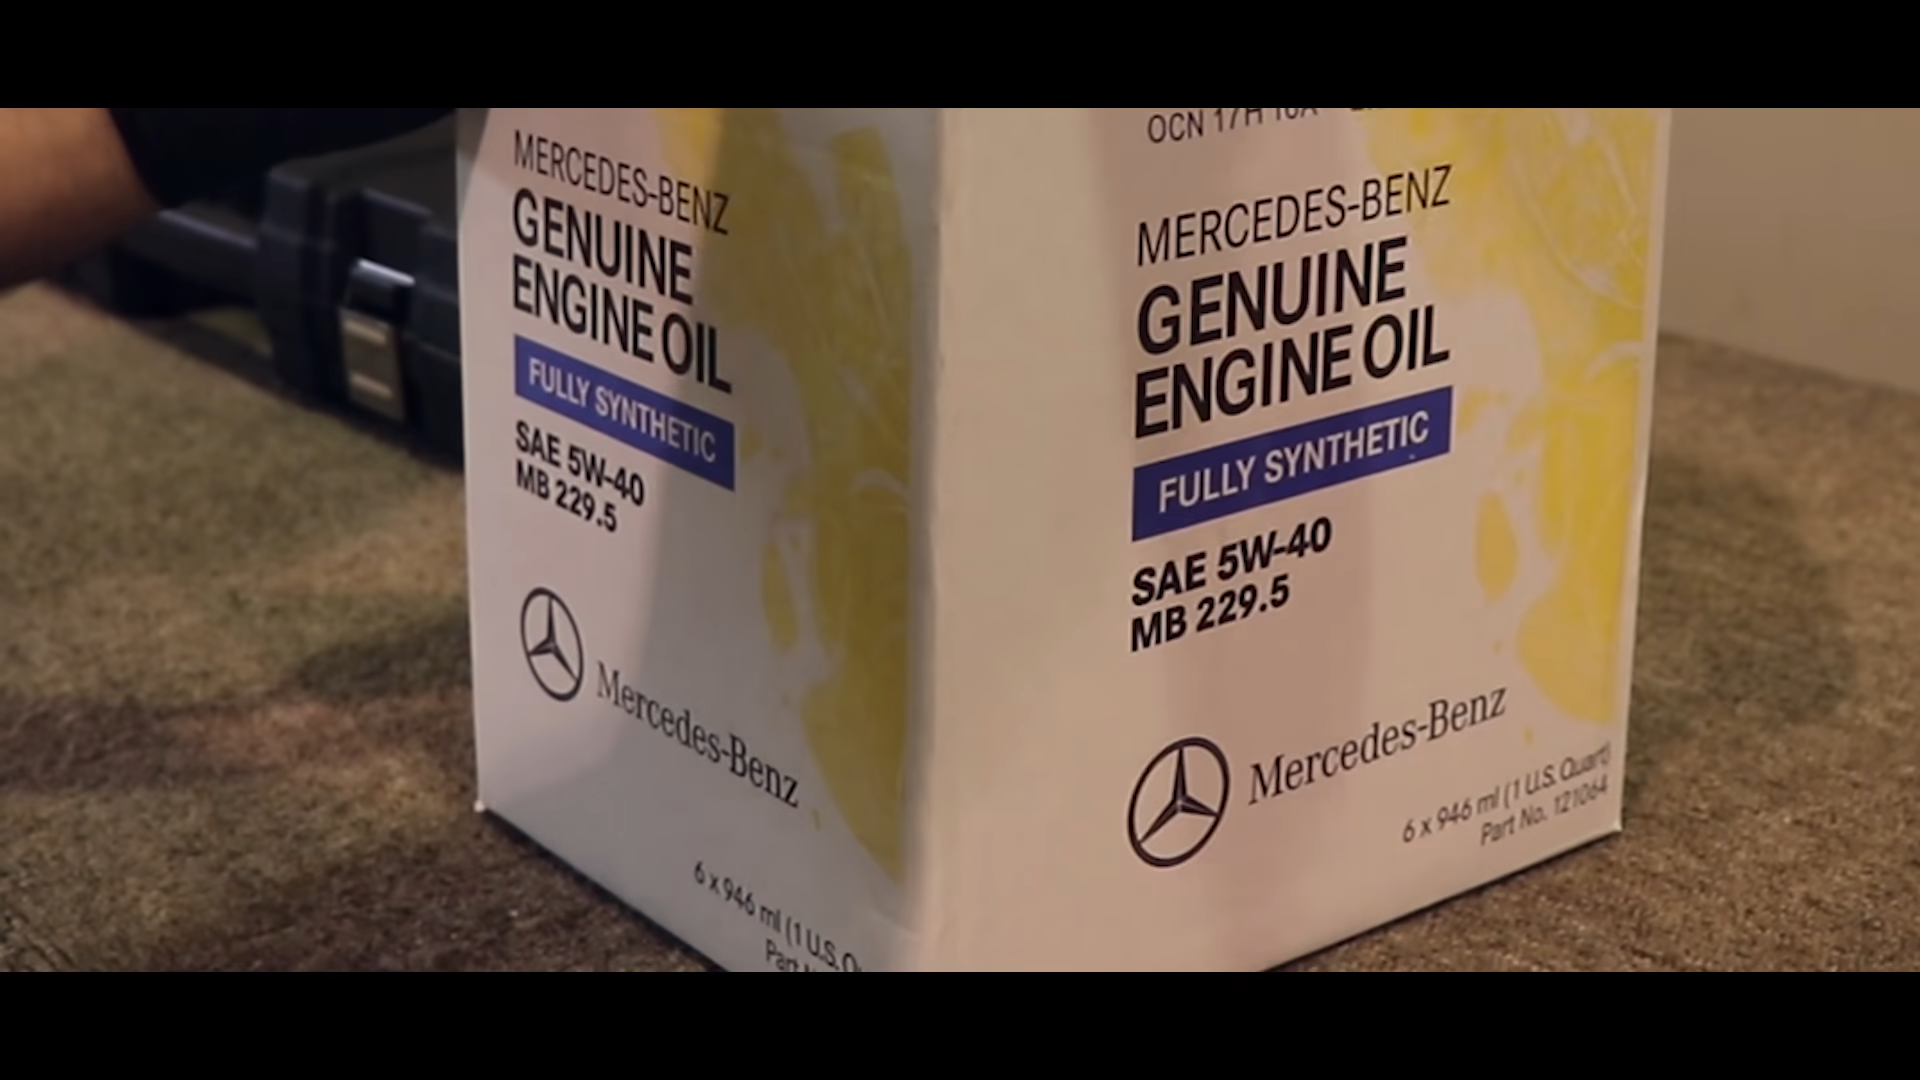 MERCEDES-BENZ
GENUINE
ENGINE OIL
FULLY SYNTHETIC
SAE 5W-40
MB 229.5
Mercedes-Benz
6 x 946 ml (1 U.S.
OCN 17H
MERCEDES-BENZ
GENUINE
ENGINE OIL
FULLY SYNTHETIC
SAE 5W-40
MB 229.5
Mercedes-Benz
6 x 946 ml (1 U.S. Quart)
Part No. 121064